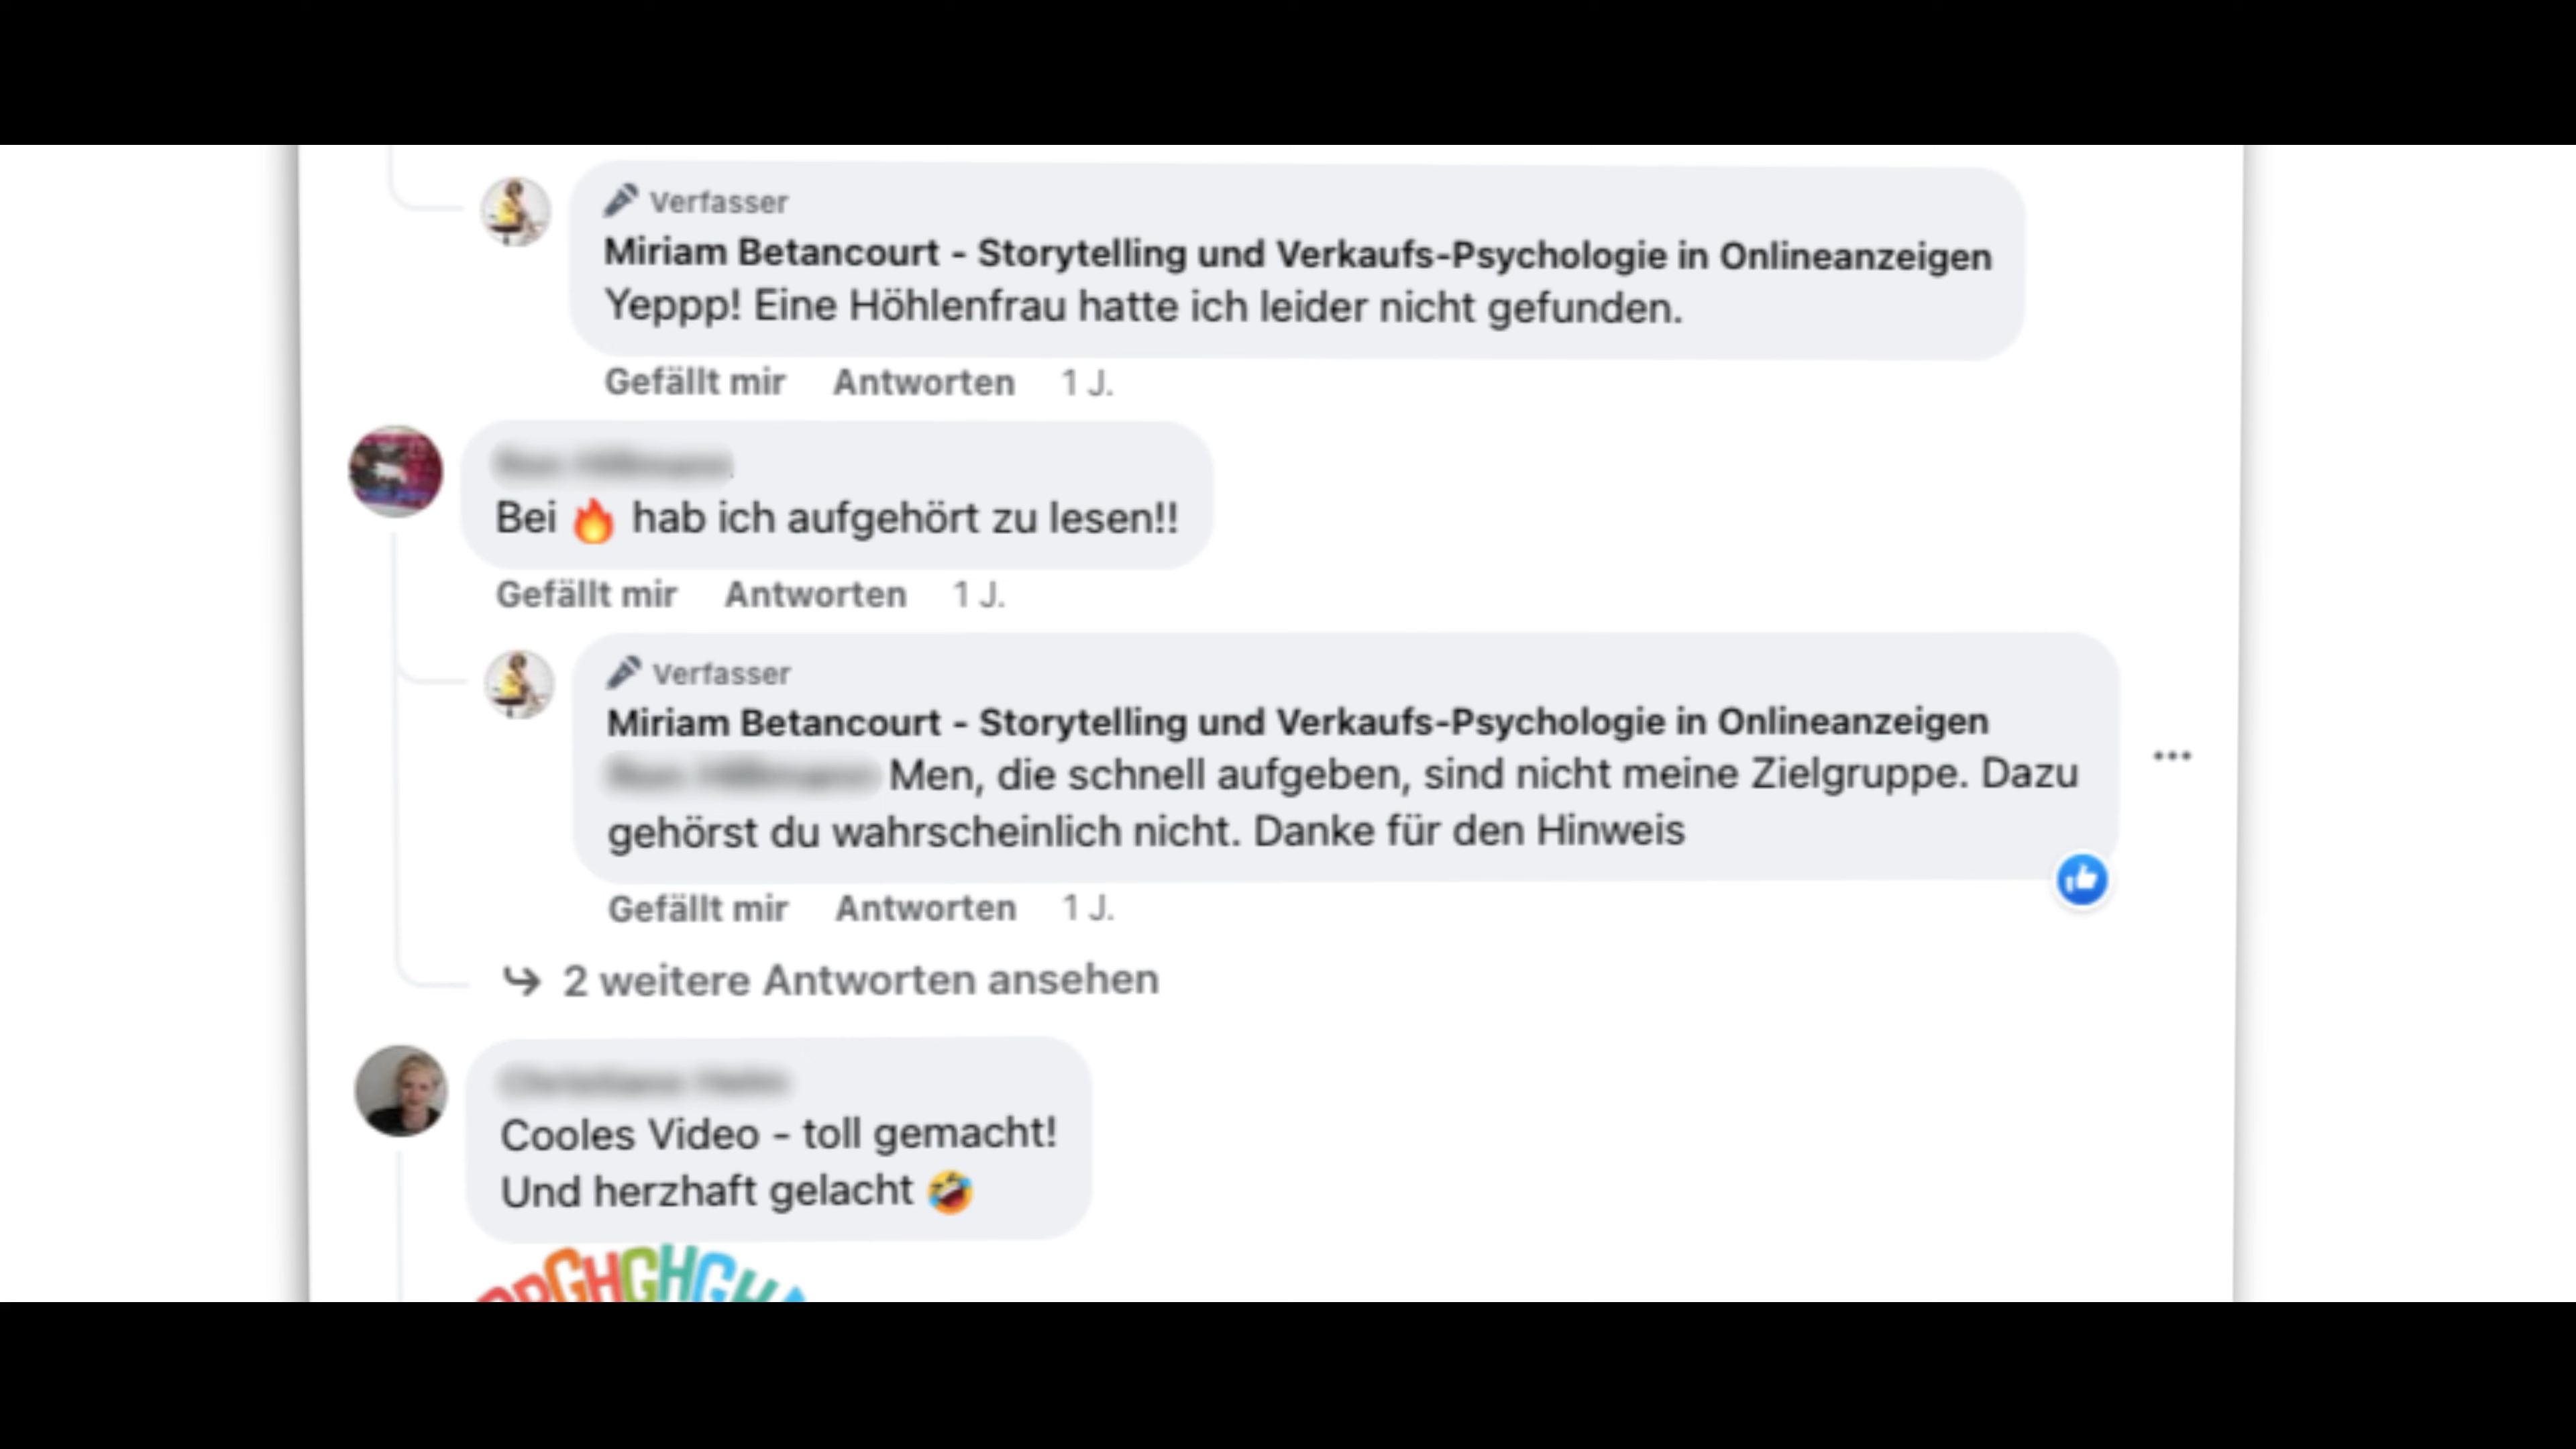 Verfasser
Miriam Betancourt - Storytelling und Verkaufs-Psychologie in Onlineanzeigen
Yeppp! Eine Höhlenfrau hatte ich leider nicht gefunden.
Gefällt mir Antworten 1 J.
Bei 🔥 hab ich aufgehört zu lesen!!
Gefällt mir Antworten 1 J.
Verfasser
Miriam Betancourt - Storytelling und Verkaufs-Psychologie in Onlineanzeigen
Men, die schnell aufgeben, sind nicht meine Zielgruppe. Dazu
gehörst du wahrscheinlich nicht. Danke für den Hinweis
Gefällt mir Antworten 1 J.
2 weitere Antworten ansehen
Cooles Video - toll gemacht!
Und herzhaft gelacht 🤣